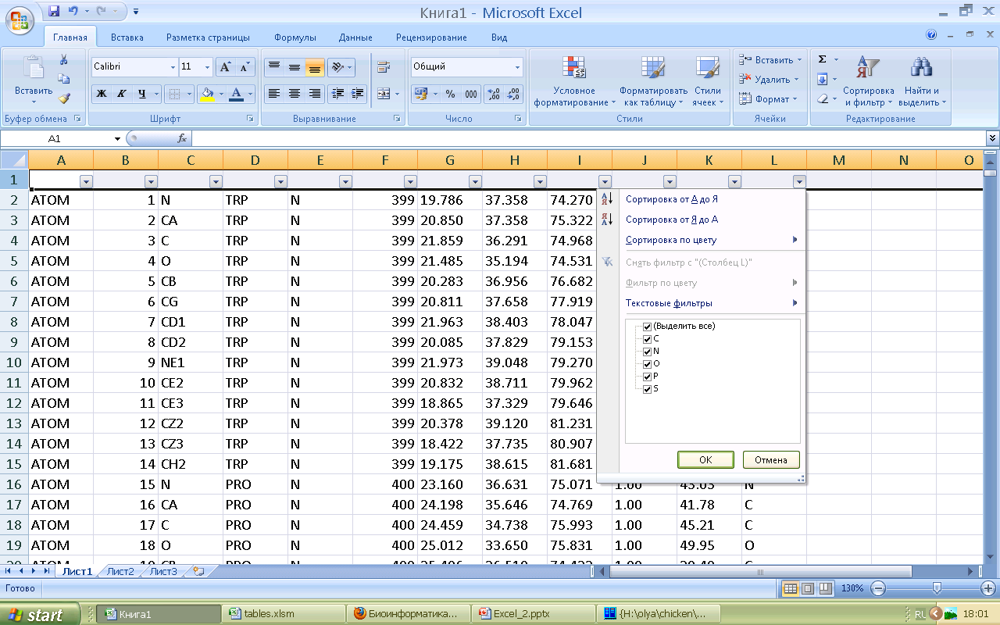 Книга1 - Microsoft Excel
Главная Вставка Разметка страницы Формулы Данные Рецензирование Вид
Вставить
Буфер обмена
Calibri 11
Ж К Ч
Шрифт
Выравнивание
Общий
% 000
Число
Условное форматирование
Форматировать как таблицу
Стили ячеек
Стили
Вставить
Удалить
Формат
Ячейки
Σ
Сортировка и фильтр
Найти и выделить
Редактирование
A1 fx
A B C D E F G H I J K L M N O
1
2 ATOM 1 N TRP N 399 19.786 37.358 74.270
3 ATOM 2 CA TRP N 399 20.850 37.358 75.322
4 ATOM 3 C TRP N 399 21.859 36.291 74.968
5 ATOM 4 O TRP N 399 21.485 35.194 74.531
6 ATOM 5 CB TRP N 399 20.283 36.956 76.682
7 ATOM 6 CG TRP N 399 20.811 37.658 77.919
8 ATOM 7 CD1 TRP N 399 21.963 38.403 78.047
9 ATOM 8 CD2 TRP N 399 20.085 37.829 79.153
10 ATOM 9 NE1 TRP N 399 21.973 39.048 79.270
11 ATOM 10 CE2 TRP N 399 20.832 38.711 79.962
12 ATOM 11 CE3 TRP N 399 18.865 37.329 79.646
13 ATOM 12 CZ2 TRP N 399 20.378 39.120 81.231
14 ATOM 13 CZ3 TRP N 399 18.422 37.735 80.907
15 ATOM 14 CH2 TRP N 399 19.175 38.615 81.681
16 ATOM 15 N PRO N 400 23.160 36.631 75.071 1.00 45.03 N
17 ATOM 16 CA PRO N 400 24.198 35.646 74.769 1.00 41.78 C
18 ATOM 17 C PRO N 400 24.459 34.738 75.993 1.00 45.21 C
19 ATOM 18 O PRO N 400 25.012 33.650 75.831 1.00 49.95 O
Сортировка от А до Я
Сортировка от Я до А
Сортировка по цвету
Снять фильтр с "(Столбец L)"
Фильтр по цвету
Текстовые фильтры
(Выделить все)
C
N
O
P
S
OK Отмена
Лист1 Лист2 Лист3
Готово 130%
start Книга1 tables.xlsm Биоинформатика... Excel_2.pptx {H:\olya\chicken\... RU 18:01